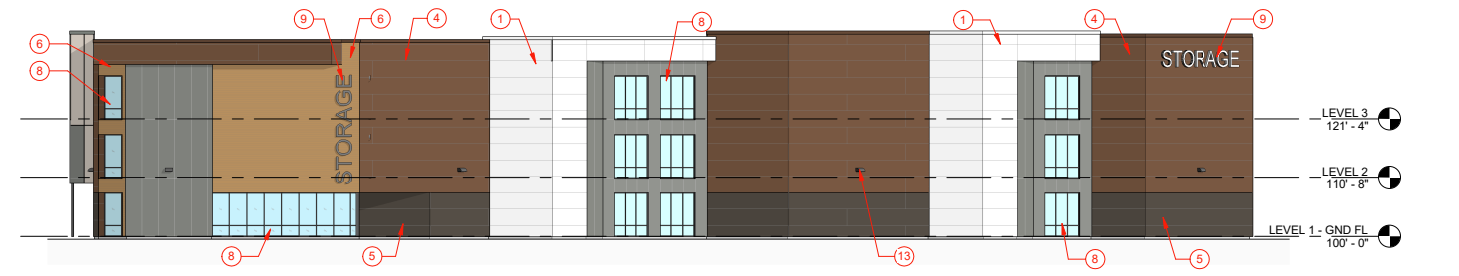 9
6
4
1
8
1
4
9
6
8
STORAGE
STORAGE
LEVEL 3
121' - 4"
LEVEL 2
110' - 8"
LEVEL 1 - GND FL
100' - 0"
8
5
13
8
5